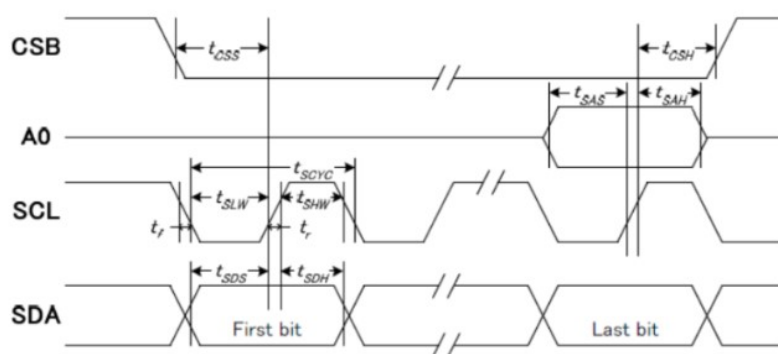 CSB
tCSS
tCSH
A0
tSAS
tSAH
tSCYC
SCL
tSLW
tSHW
tf
tr
SDA
tSDS
tSDH
First bit
Last bit